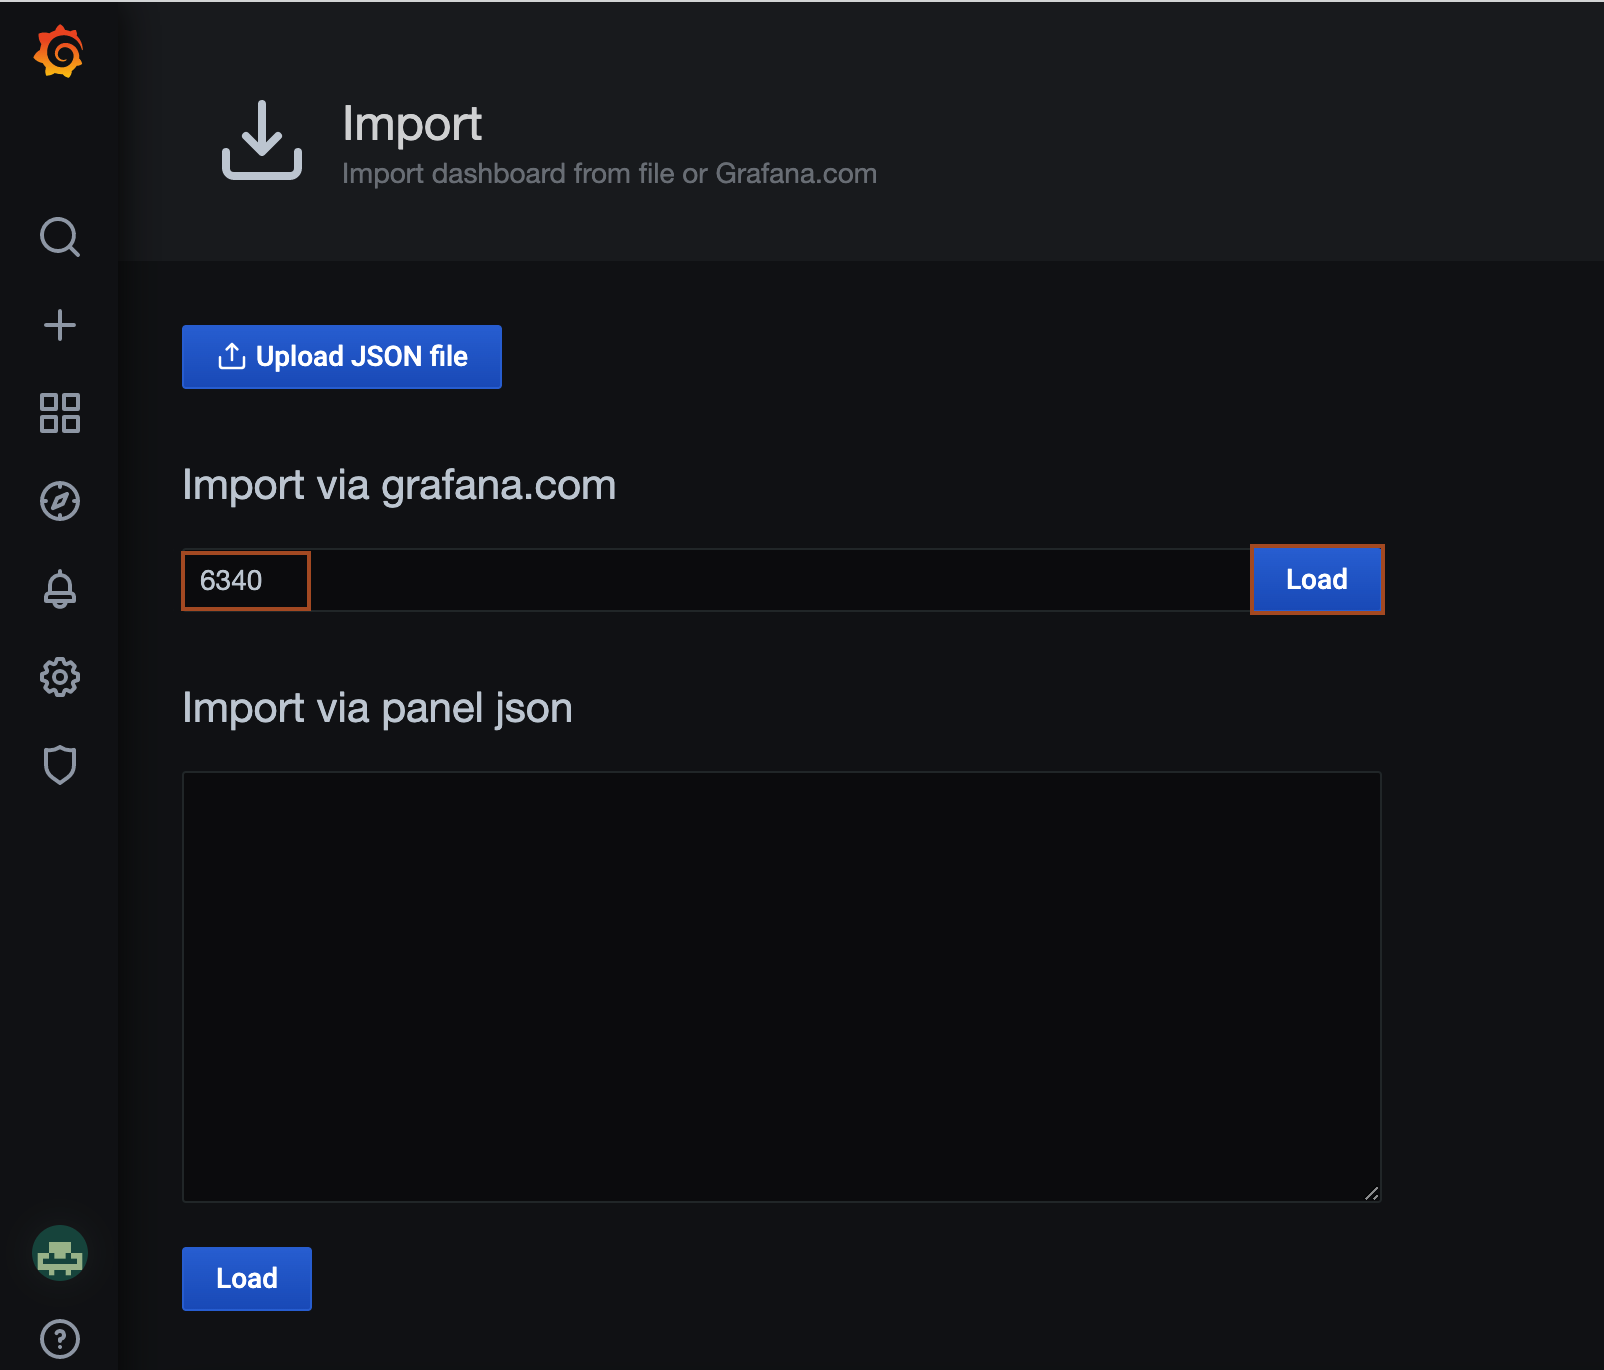 Import
Import dashboard from file or Grafana.com
Upload JSON file
Import via grafana.com
6340
Load
Import via panel json
Load